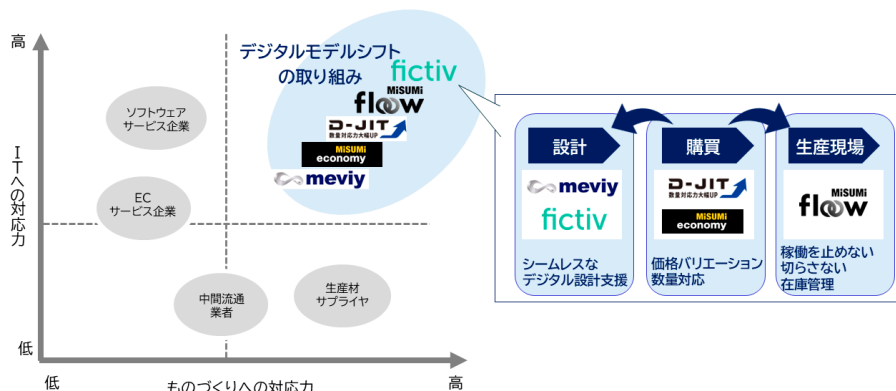 高
ITへの対応力
低
低
ものづくりへの対応力
高
ソフトウェア
サービス企業
EC
サービス企業
中間流通
業者
生産材
サプライヤ
デジタルモデルシフト
の取り組み
fictiv
MiSUMi
floow
D-JIT
数量対応力大幅UP
MiSUMi
economy
meviy
設計
meviy
fictiv
シームレスな
デジタル設計支援
購買
D-JIT
数量対応力大幅UP
MiSUMi
economy
価格バリエーション
数量対応
生産現場
MiSUMi
floow
稼働を止めない
切らさない
在庫管理